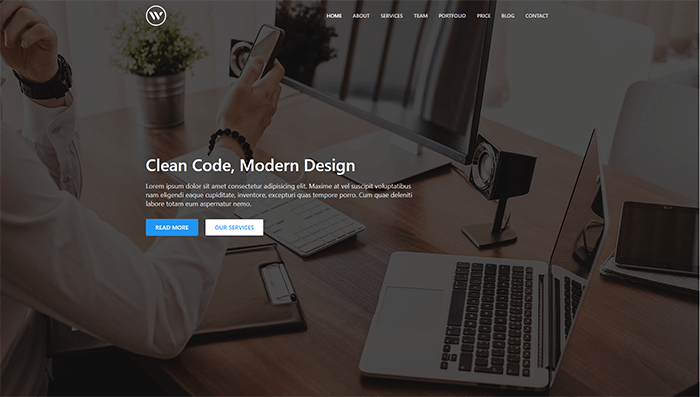 W
HOME ABOUT SERVICES TEAM PORTFOLIO PRICE BLOG CONTACT
Clean Code, Modern Design
Lorem ipsum dolor sit amet consectetur adipisicing elit. Maxime at vel suscipit voluptatibus
nam eligendi eaque cupiditate, inventore, excepturi quas tempore porro. Cum quae deleniti
labore totam eum aspernatur nemo.
READ MORE OUR SERVICES